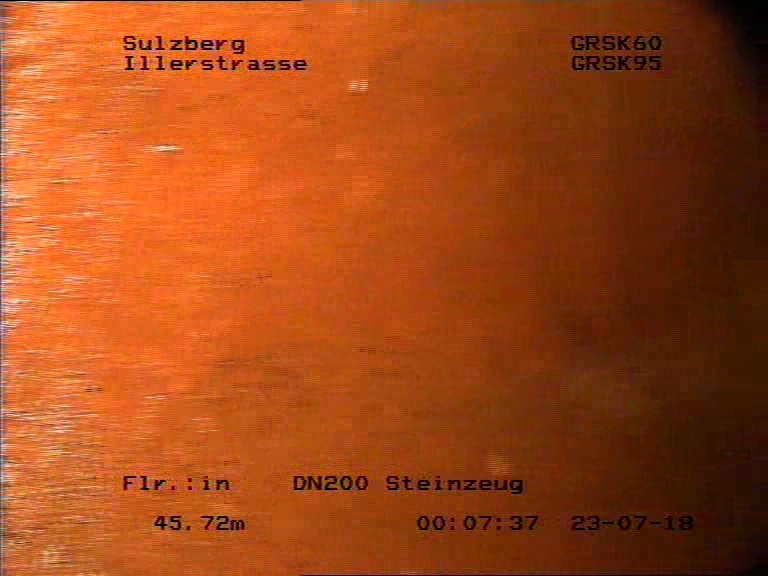 Sulzberg GRSK60
Illerstrasse GRSK95
Flr.:in DN200 Steinzeug
45.72m 00:07:37 23-07-18